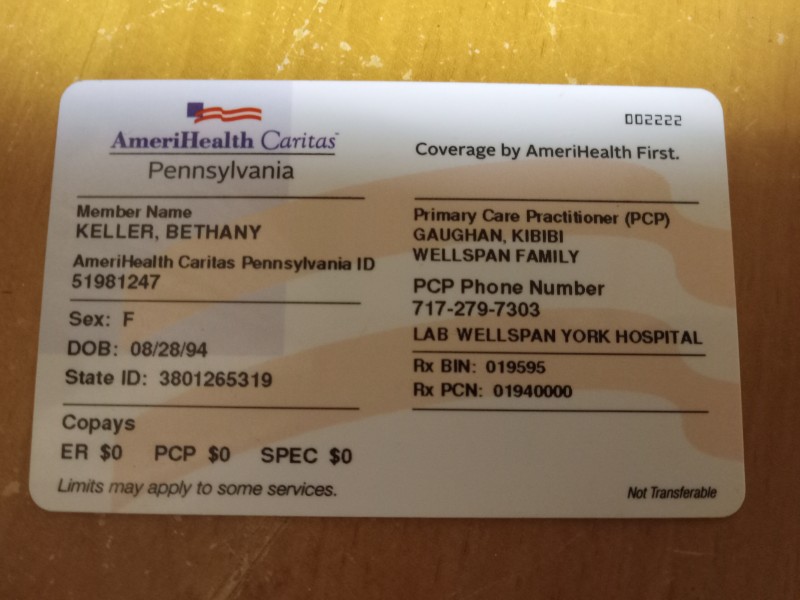 AmeriHealth Caritas™
Pennsylvania
Member Name
KELLER, BETHANY
AmeriHealth Caritas Pennsylvania ID
51981247
Sex: F
DOB: 08/28/94
State ID: 3801265319
Copays
ER $0 PCP $0 SPEC $0
Limits may apply to some services.
002222
Coverage by AmeriHealth First.
Primary Care Practitioner (PCP)
GAUGHAN, KIBIBI
WELLSPAN FAMILY
PCP Phone Number
717-279-7303
LAB WELLSPAN YORK HOSPITAL
Rx BIN: 019595
Rx PCN: 01940000
Not Transferable